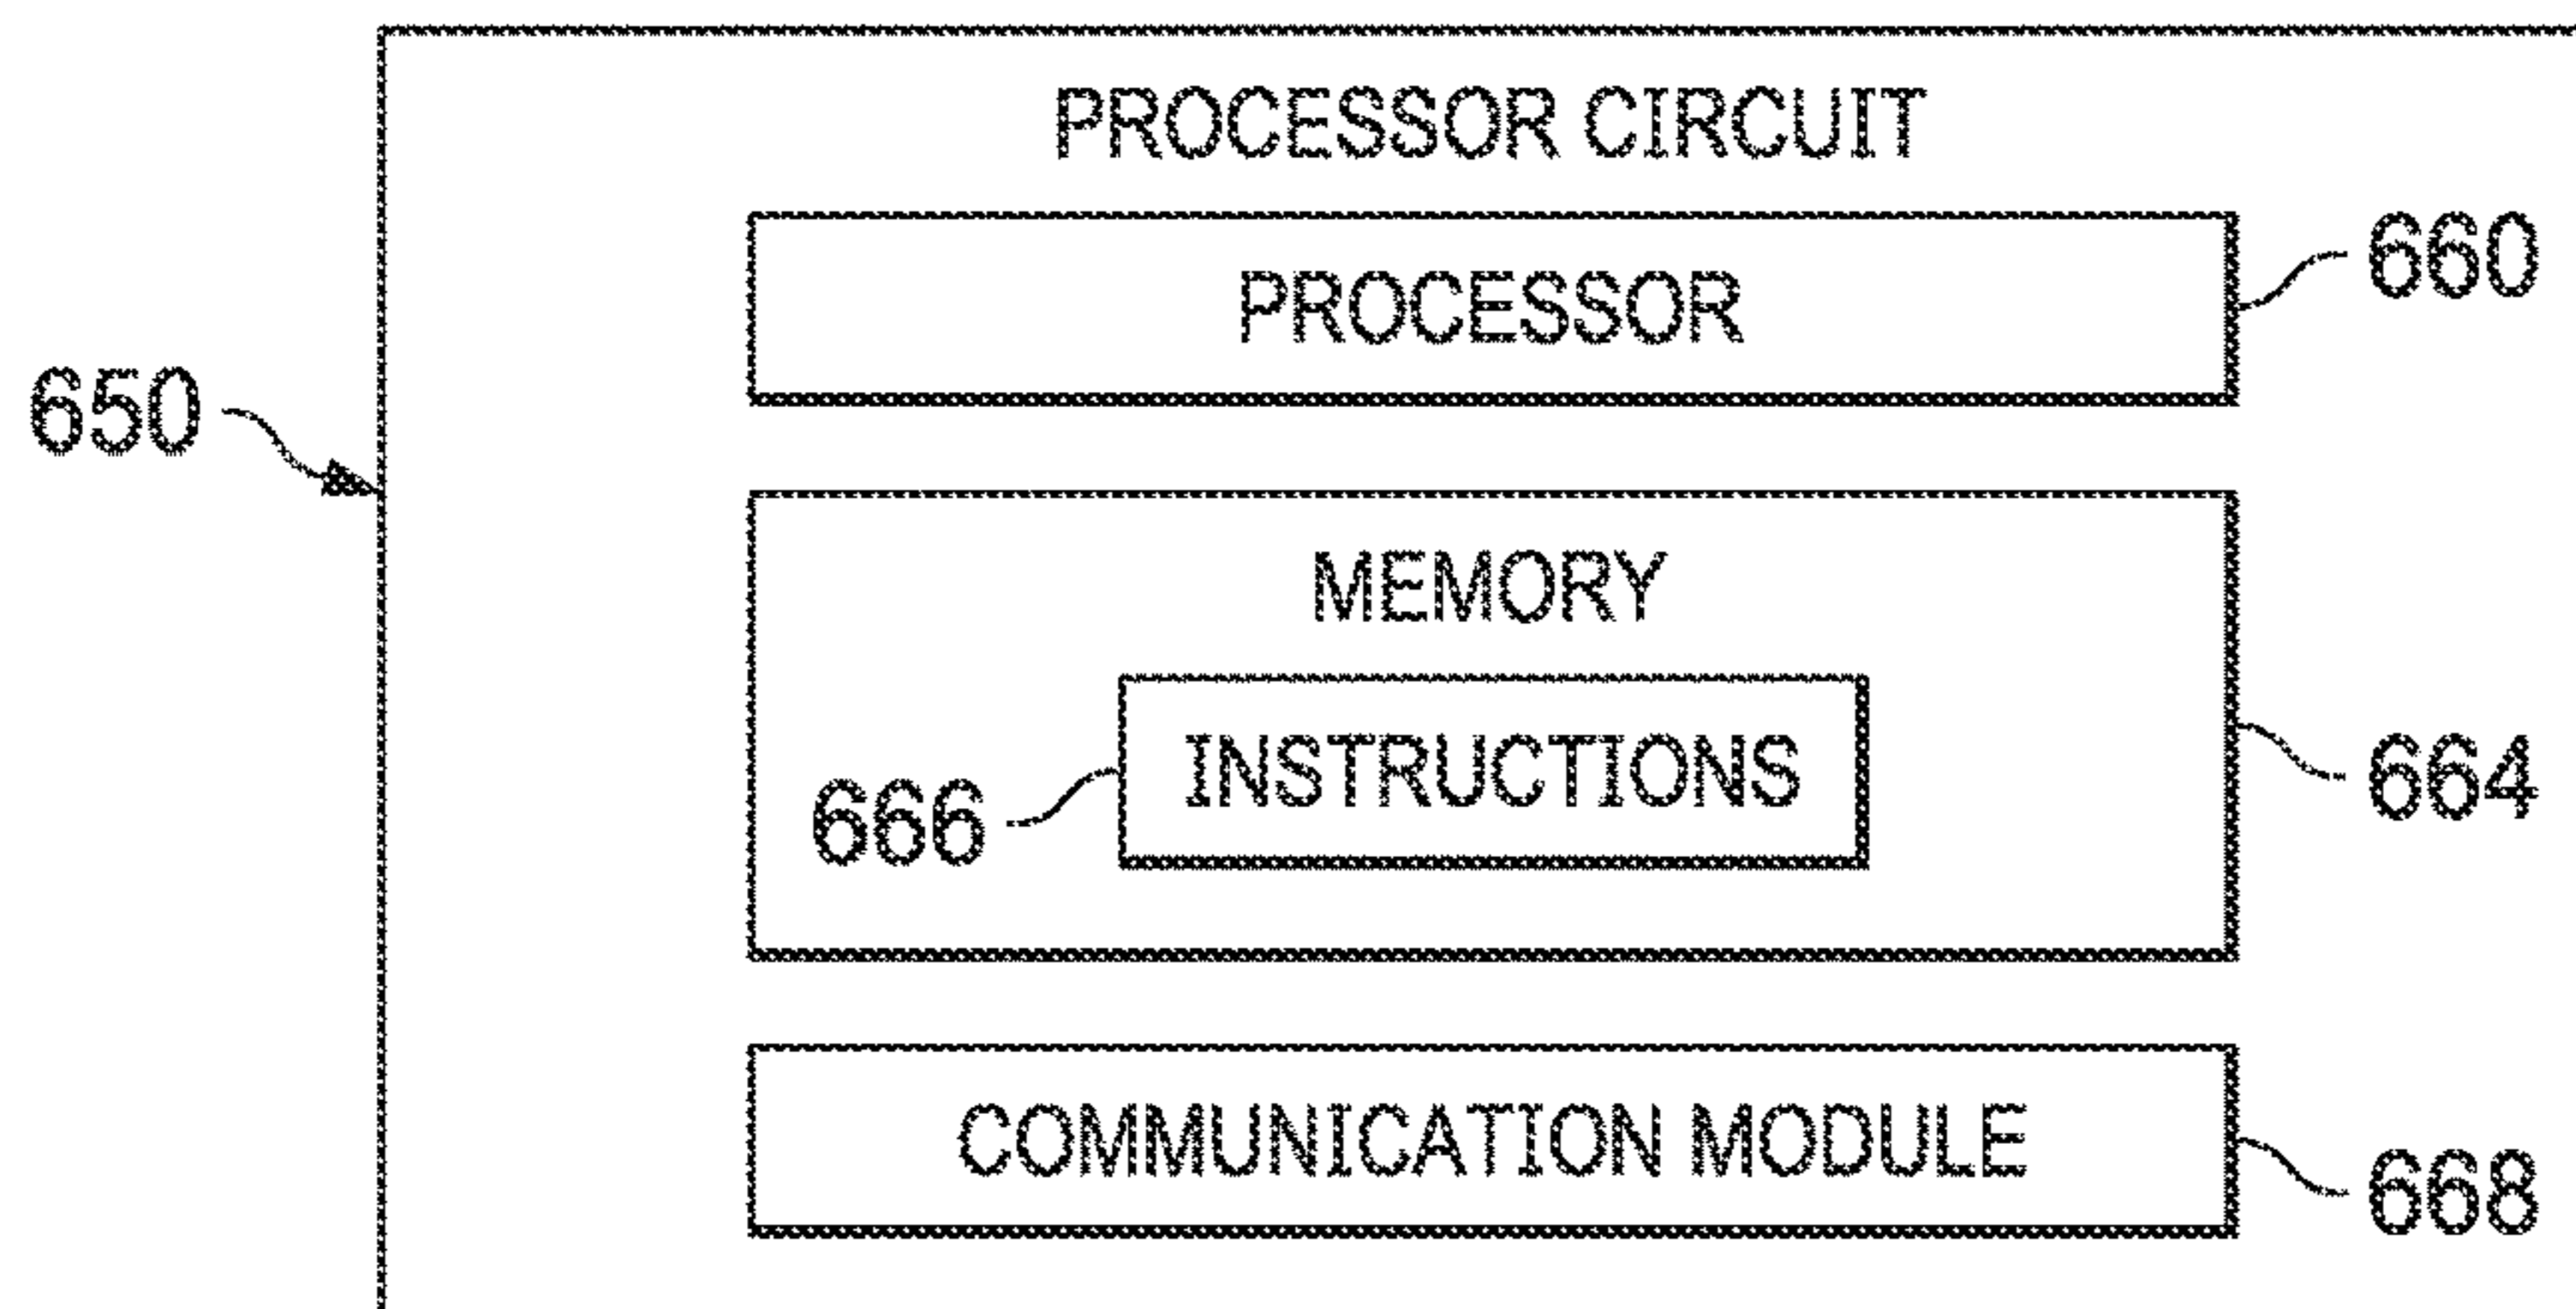 PROCESSOR CIRCUIT
PROCESSOR
660
650
MEMORY
INSTRUCTIONS
666
664
COMMUNICATION MODULE
668